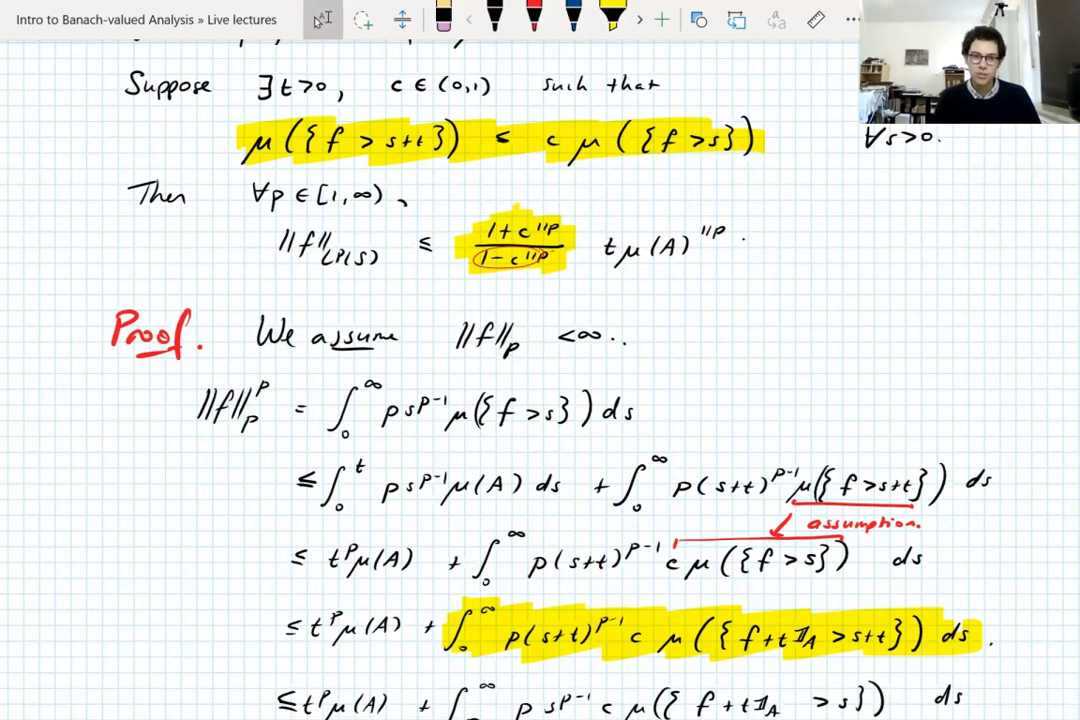 Intro to Banach-valued Analysis » Live lectures
Suppose ∃t>0, c ∈ (0,1) such that
μ({f > s+t}) ≤ c μ({f > s}) ∀s>0.
Then ∀p ∈ [1,∞),
‖f‖_{L^p(S)} ≤ \frac{1+c^{1/p}}{1-c^{1/p}} t μ(A)^{1/p}.
Proof. We assume ‖f‖_p < ∞..
‖f‖_p^p = ∫_0^∞ p s^{p-1} μ({f > s}) ds
≤ ∫_0^t p s^{p-1} μ(A) ds + ∫_0^∞ p(s+t)^{p-1} μ({f > s+t}) ds
assumption.
≤ t^p μ(A) + ∫_0^∞ p(s+t)^{p-1} c μ({f > s}) ds
≤ t^p μ(A) + ∫_0^∞ p(s+t)^{p-1} c μ({f + t𝟙_A > s+t}) ds.
≤ t^p μ(A) + ∫_0^∞ p s^{p-1} c μ({f + t𝟙_A > s}) ds